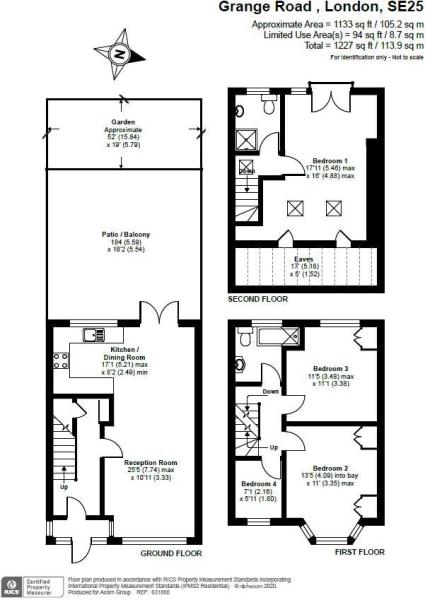 Grange Road , London, SE25
Approximate Area = 1133 sq ft / 105.2 sq m
Limited Use Area(s) = 94 sq ft / 8.7 sq m
Total = 1227 sq ft / 113.9 sq m
For identification only - Not to scale
N
Garden
Approximate
52' (15.84)
x 19' (5.79)
Patio / Balcony
184 (5.59)
x 18'2 (5.54)
Kitchen /
Dining Room
17'1 (5.21) max
x 8'2 (2.49) min
Reception Room
25'5 (7.74) max
x 10'11 (3.33)
Up
GROUND FLOOR
Down
Bedroom 1
17'11 (5.46) max
x 16' (4.88) max
Eaves
17' (5.18)
x 5' (1.52)
SECOND FLOOR
Bedroom 3
11'5 (3.48) max
x 11'1 (3.38)
Down
Up
Bedroom 2
13'5 (4.09) into bay
x 11' (3.35) max
Bedroom 4
7'1 (2.16)
x 5'11 (1.80)
FIRST FLOOR
RICS
Certified
Property
Measurer
Floor plan produced in accordance with RICS Property Measurement Standards incorporating
International Property Measurement Standards (IPMS2 Residential). © nichecom 2020.
Produced for Acorn Group. REF: 631000